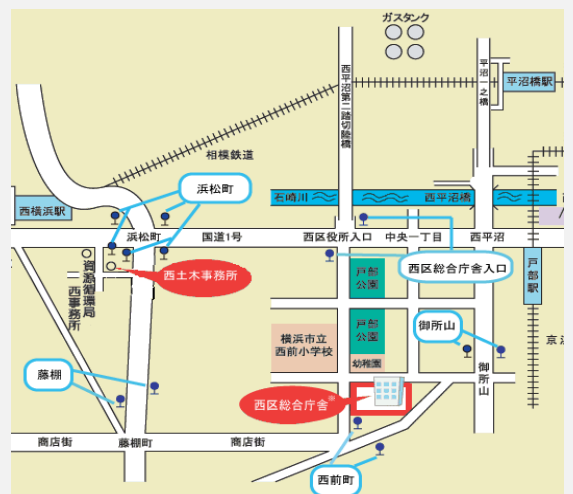 ガスタンク
西平沼第二踏切陸橋
平沼一之橋
平沼橋駅
相模鉄道
浜松町
西横浜駅
石崎川
西平沼橋
浜松町
国道1号
西区役所入口
中央一丁目
西平沼
資源循環局
西事務所
西土木事務所
西区総合庁舎入口
戸部公園
戸部駅
戸部
公園
横浜市立
西前小学校
幼稚園
御所山
京
御所山
藤棚
西区総合庁舎※
商店街
藤棚町
商店街
西前町